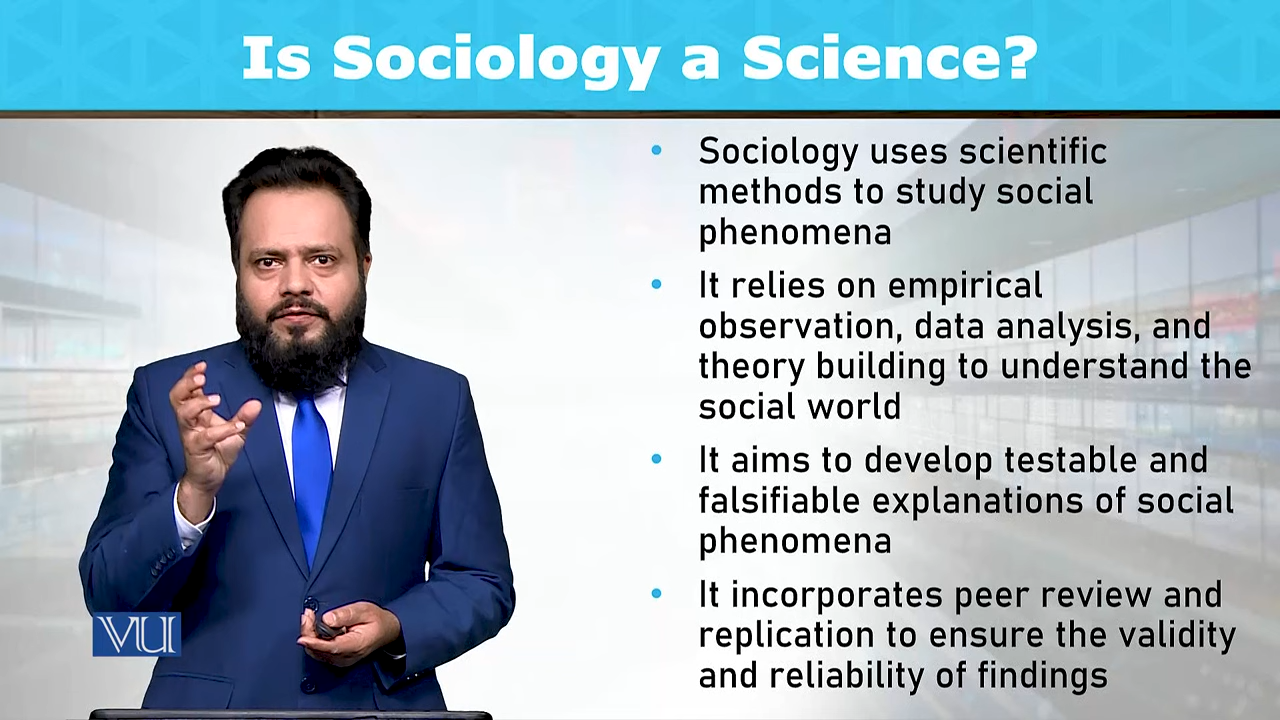 Is Sociology a Science?
• Sociology uses scientific
methods to study social
phenomena
• It relies on empirical
observation, data analysis, and
theory building to understand the
social world
• It aims to develop testable and
falsifiable explanations of social
phenomena
• It incorporates peer review and
replication to ensure the validity
and reliability of findings
VU